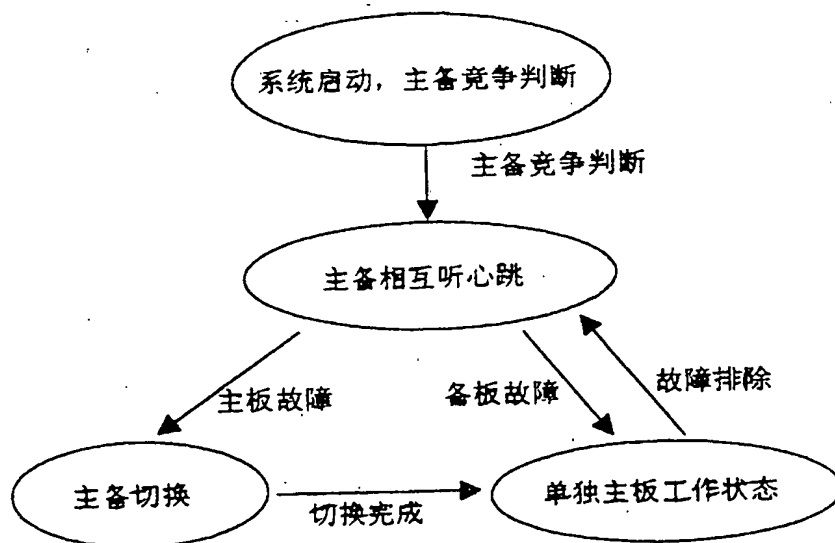 系统启动，主备竞争判断
主备竞争判断
主备相互听心跳
主板故障
备板故障
故障排除
主备切换
切换完成
单独主板工作状态